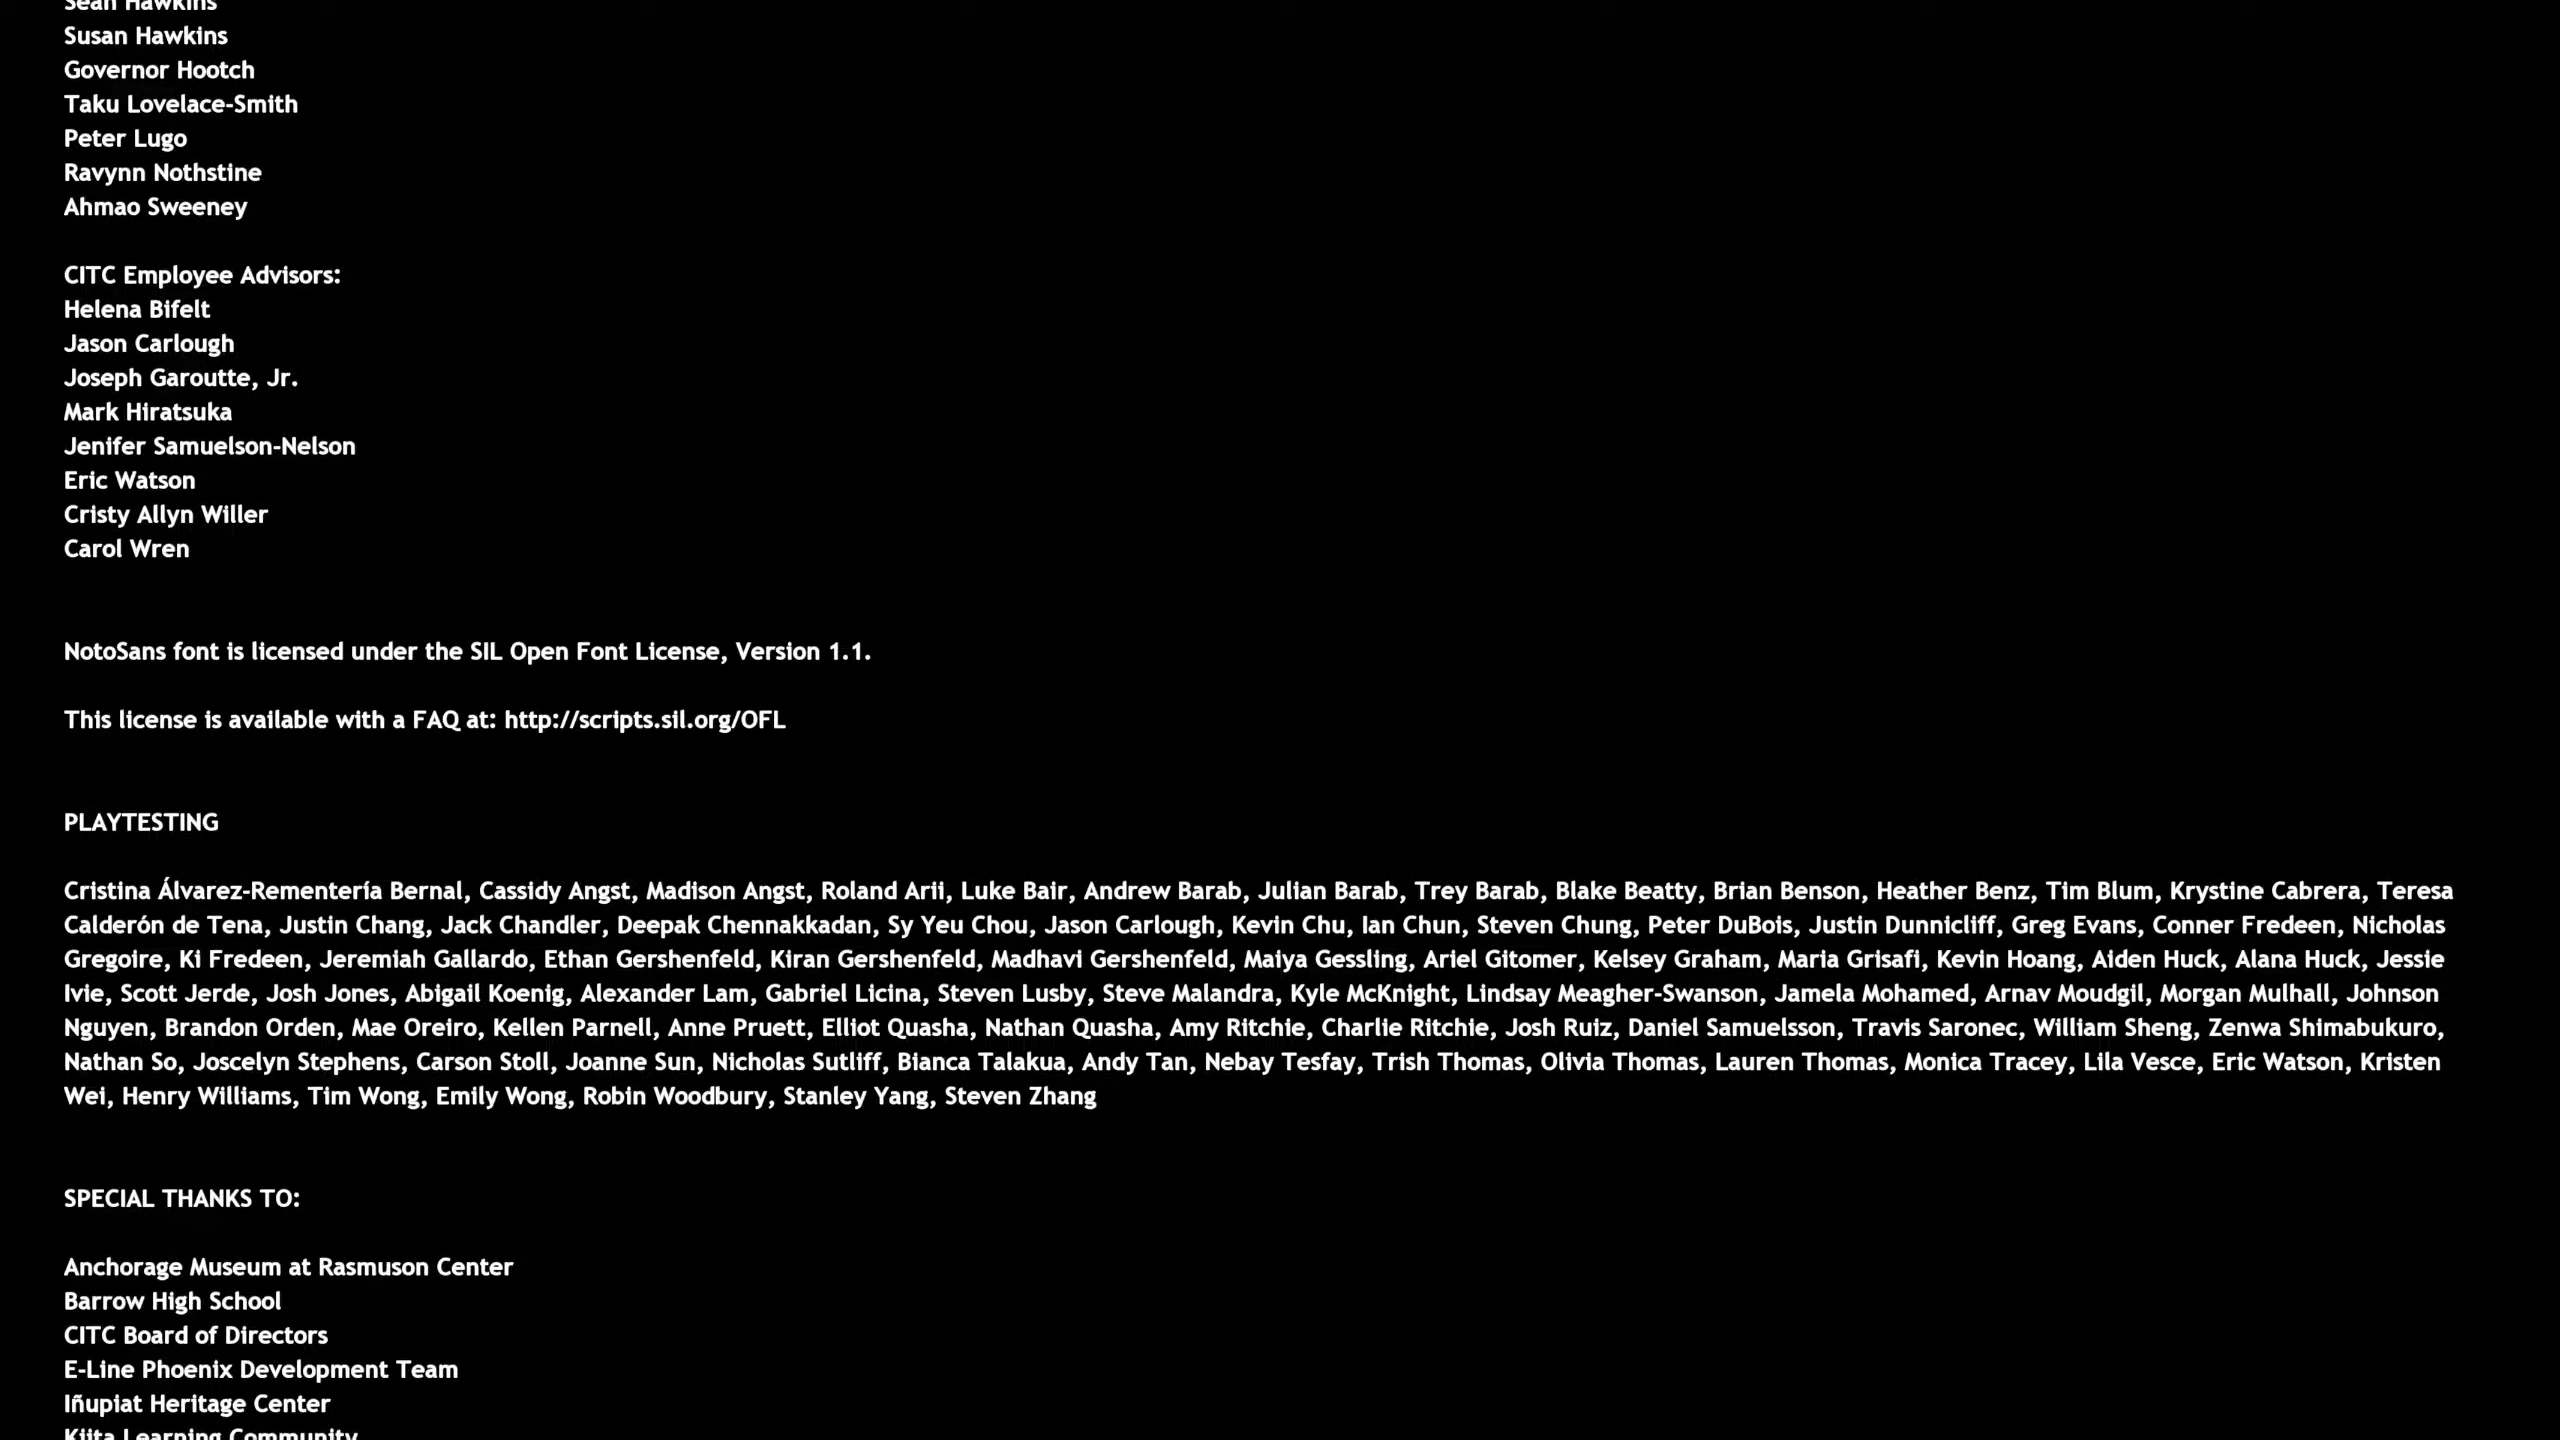 Sean Hawkins
Susan Hawkins
Governor Hootch
Taku Lovelace-Smith
Peter Lugo
Ravynn Nothstine
Ahmao Sweeney
CITC Employee Advisors:
Helena Bifelt
Jason Carlough
Joseph Garoutte, Jr.
Mark Hiratsuka
Jenifer Samuelson-Nelson
Eric Watson
Cristy Allyn Willer
Carol Wren
NotoSans font is licensed under the SIL Open Font License, Version 1.1.
This license is available with a FAQ at: http://scripts.sil.org/OFL
PLAYTESTING
Cristina Álvarez-Rementería Bernal, Cassidy Angst, Madison Angst, Roland Arii, Luke Bair, Andrew Barab, Julian Barab, Trey Barab, Blake Beatty, Brian Benson, Heather Benz, Tim Blum, Krystine Cabrera, Teresa
Calderón de Tena, Justin Chang, Jack Chandler, Deepak Chennakkadan, Sy Yeu Chou, Jason Carlough, Kevin Chu, Ian Chun, Steven Chung, Peter DuBois, Justin Dunnicliff, Greg Evans, Conner Fredeen, Nicholas
Gregoire, Ki Fredeen, Jeremiah Gallardo, Ethan Gershenfeld, Kiran Gershenfeld, Madhavi Gershenfeld, Maiya Gessling, Ariel Gitomer, Kelsey Graham, Maria Grisafi, Kevin Hoang, Aiden Huck, Alana Huck, Jessie
Ivie, Scott Jerde, Josh Jones, Abigail Koenig, Alexander Lam, Gabriel Licina, Steven Lusby, Steve Malandra, Kyle McKnight, Lindsay Meagher-Swanson, Jamela Mohamed, Arnav Moudgil, Morgan Mulhall, Johnson
Nguyen, Brandon Orden, Mae Oreiro, Kellen Parnell, Anne Pruett, Elliot Quasha, Nathan Quasha, Amy Ritchie, Charlie Ritchie, Josh Ruiz, Daniel Samuelsson, Travis Saronec, William Sheng, Zenwa Shimabukuro,
Nathan So, Joscelyn Stephens, Carson Stoll, Joanne Sun, Nicholas Sutliff, Bianca Talakua, Andy Tan, Nebay Tesfay, Trish Thomas, Olivia Thomas, Lauren Thomas, Monica Tracey, Lila Vesce, Eric Watson, Kristen
Wei, Henry Williams, Tim Wong, Emily Wong, Robin Woodbury, Stanley Yang, Steven Zhang
SPECIAL THANKS TO:
Anchorage Museum at Rasmuson Center
Barrow High School
CITC Board of Directors
E-Line Phoenix Development Team
Iñupiat Heritage Center
Kiita Learning Community